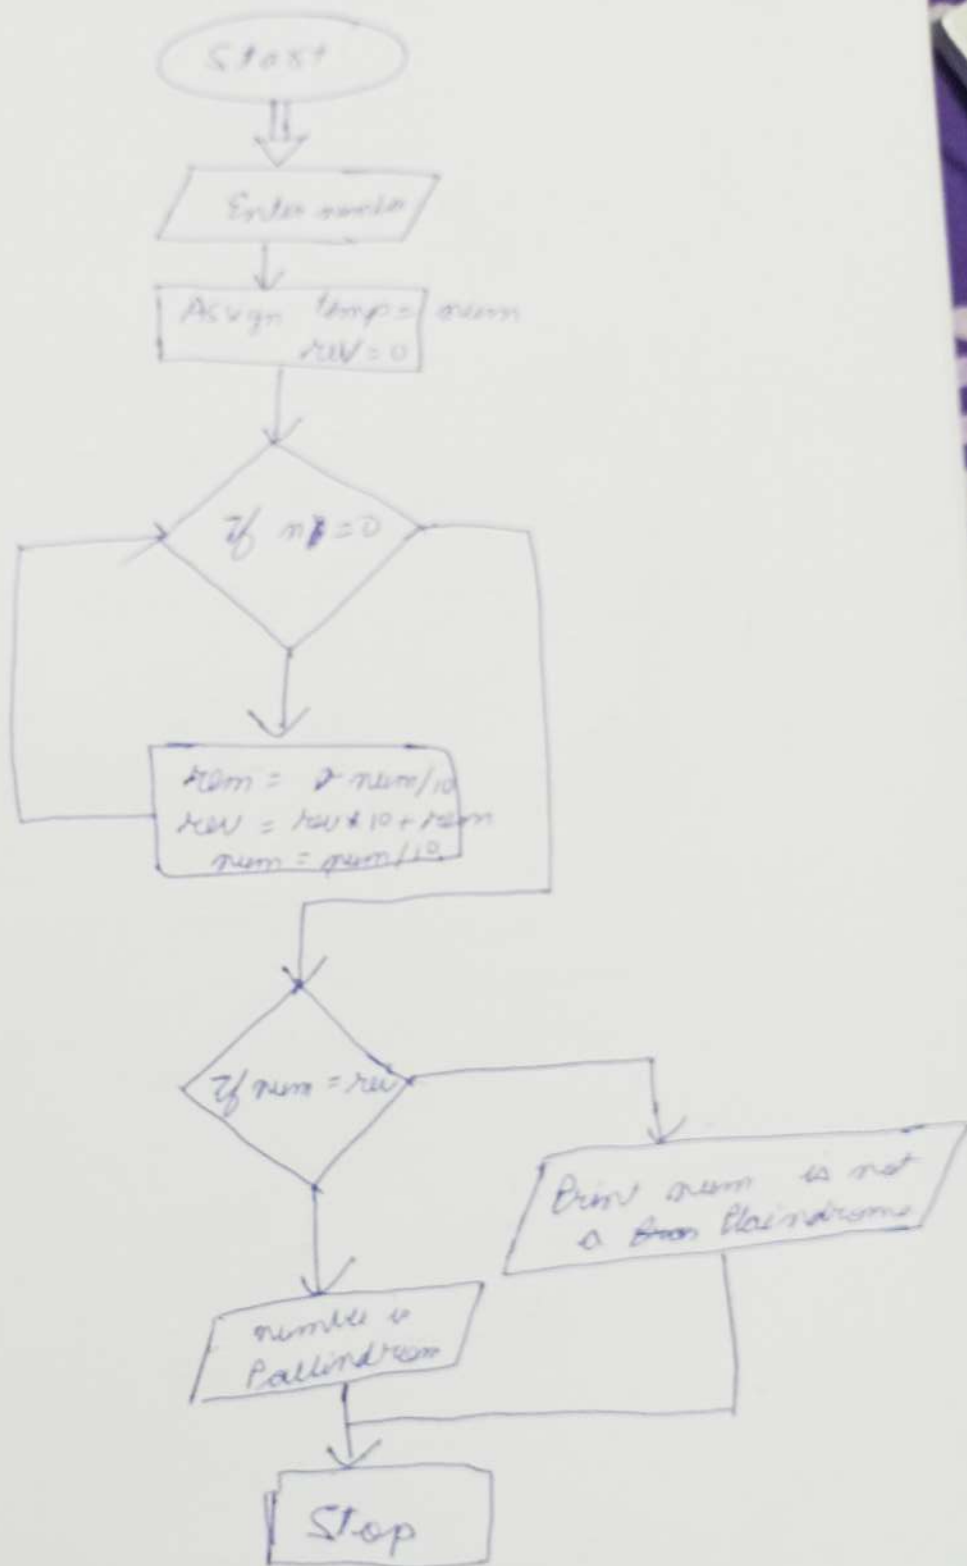 Start
Enter number
Assign temp = num
rev = 0
If n! = 0
rem = num/10
rev = rev * 10 + rem
num = num/10
If num = rev
Print num is not
a Plaindrome
number is
Pallindrom
Stop